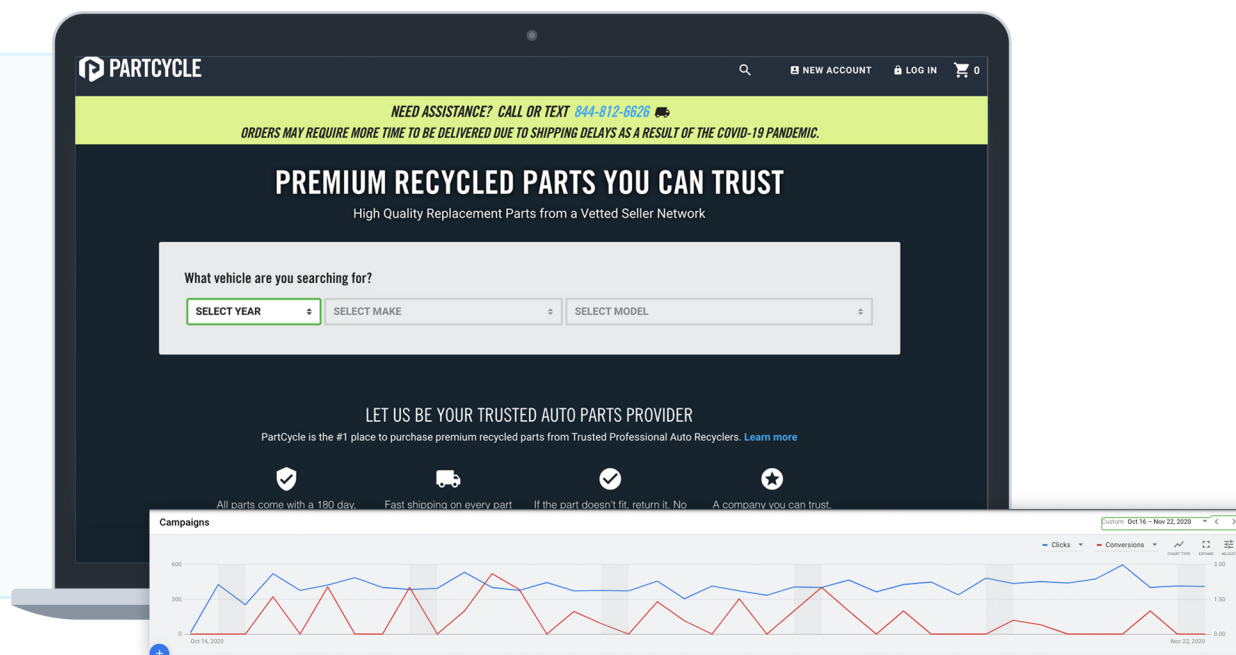 PARTCYCLE
NEW ACCOUNT
LOG IN
0
NEED ASSISTANCE? CALL OR TEXT 844-812-6626
ORDERS MAY REQUIRE MORE TIME TO BE DELIVERED DUE TO SHIPPING DELAYS AS A RESULT OF THE COVID-19 PANDEMIC.
PREMIUM RECYCLED PARTS YOU CAN TRUST
High Quality Replacement Parts from a Vetted Seller Network
What vehicle are you searching for?
SELECT YEAR
SELECT MAKE
SELECT MODEL
LET US BE YOUR TRUSTED AUTO PARTS PROVIDER
PartCycle is the #1 place to purchase premium recycled parts from Trusted Professional Auto Recyclers. Learn more
All parts come with a 180 day,
Fast shipping on every part
If the part doesn't fit, return it. No
A company you can trust,
Campaigns
Custom Oct 16 – Nov 22, 2020
Clicks
Conversions
CHART TYPE
EXPAND
ADJUST
600
3.00
300
1.50
0
0.00
Oct 16, 2020
Nov 22, 2020